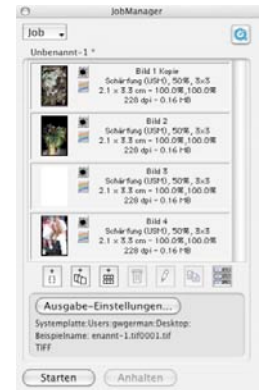 JobManager
Job
Unbenannt-1 *
Bild 1 Kopie
Schärfung (USM), 50%, 3x3
2.1 x 3.3 cm - 100.0%,100.0%
228 dpi - 0.16 MB
Bild 2
Schärfung (USM), 50%, 3x3
2.1 x 3.3 cm - 100.0%,100.0%
228 dpi - 0.16 MB
Bild 3
Schärfung (USM), 50%, 3x3
2.1 x 3.3 cm - 100.0%,100.0%
228 dpi - 0.16 MB
Bild 4
Schärfung (USM), 50%, 3x3
2.1 x 3.3 cm - 100.0%,100.0%
228 dpi - 0.16 MB
Ausgabe-Einstellungen...
Systemplatte:Users:gwgerman:Desktop:
Beispielname: enannt-1.tif0001.tif
TIFF
Starten
Anhalten